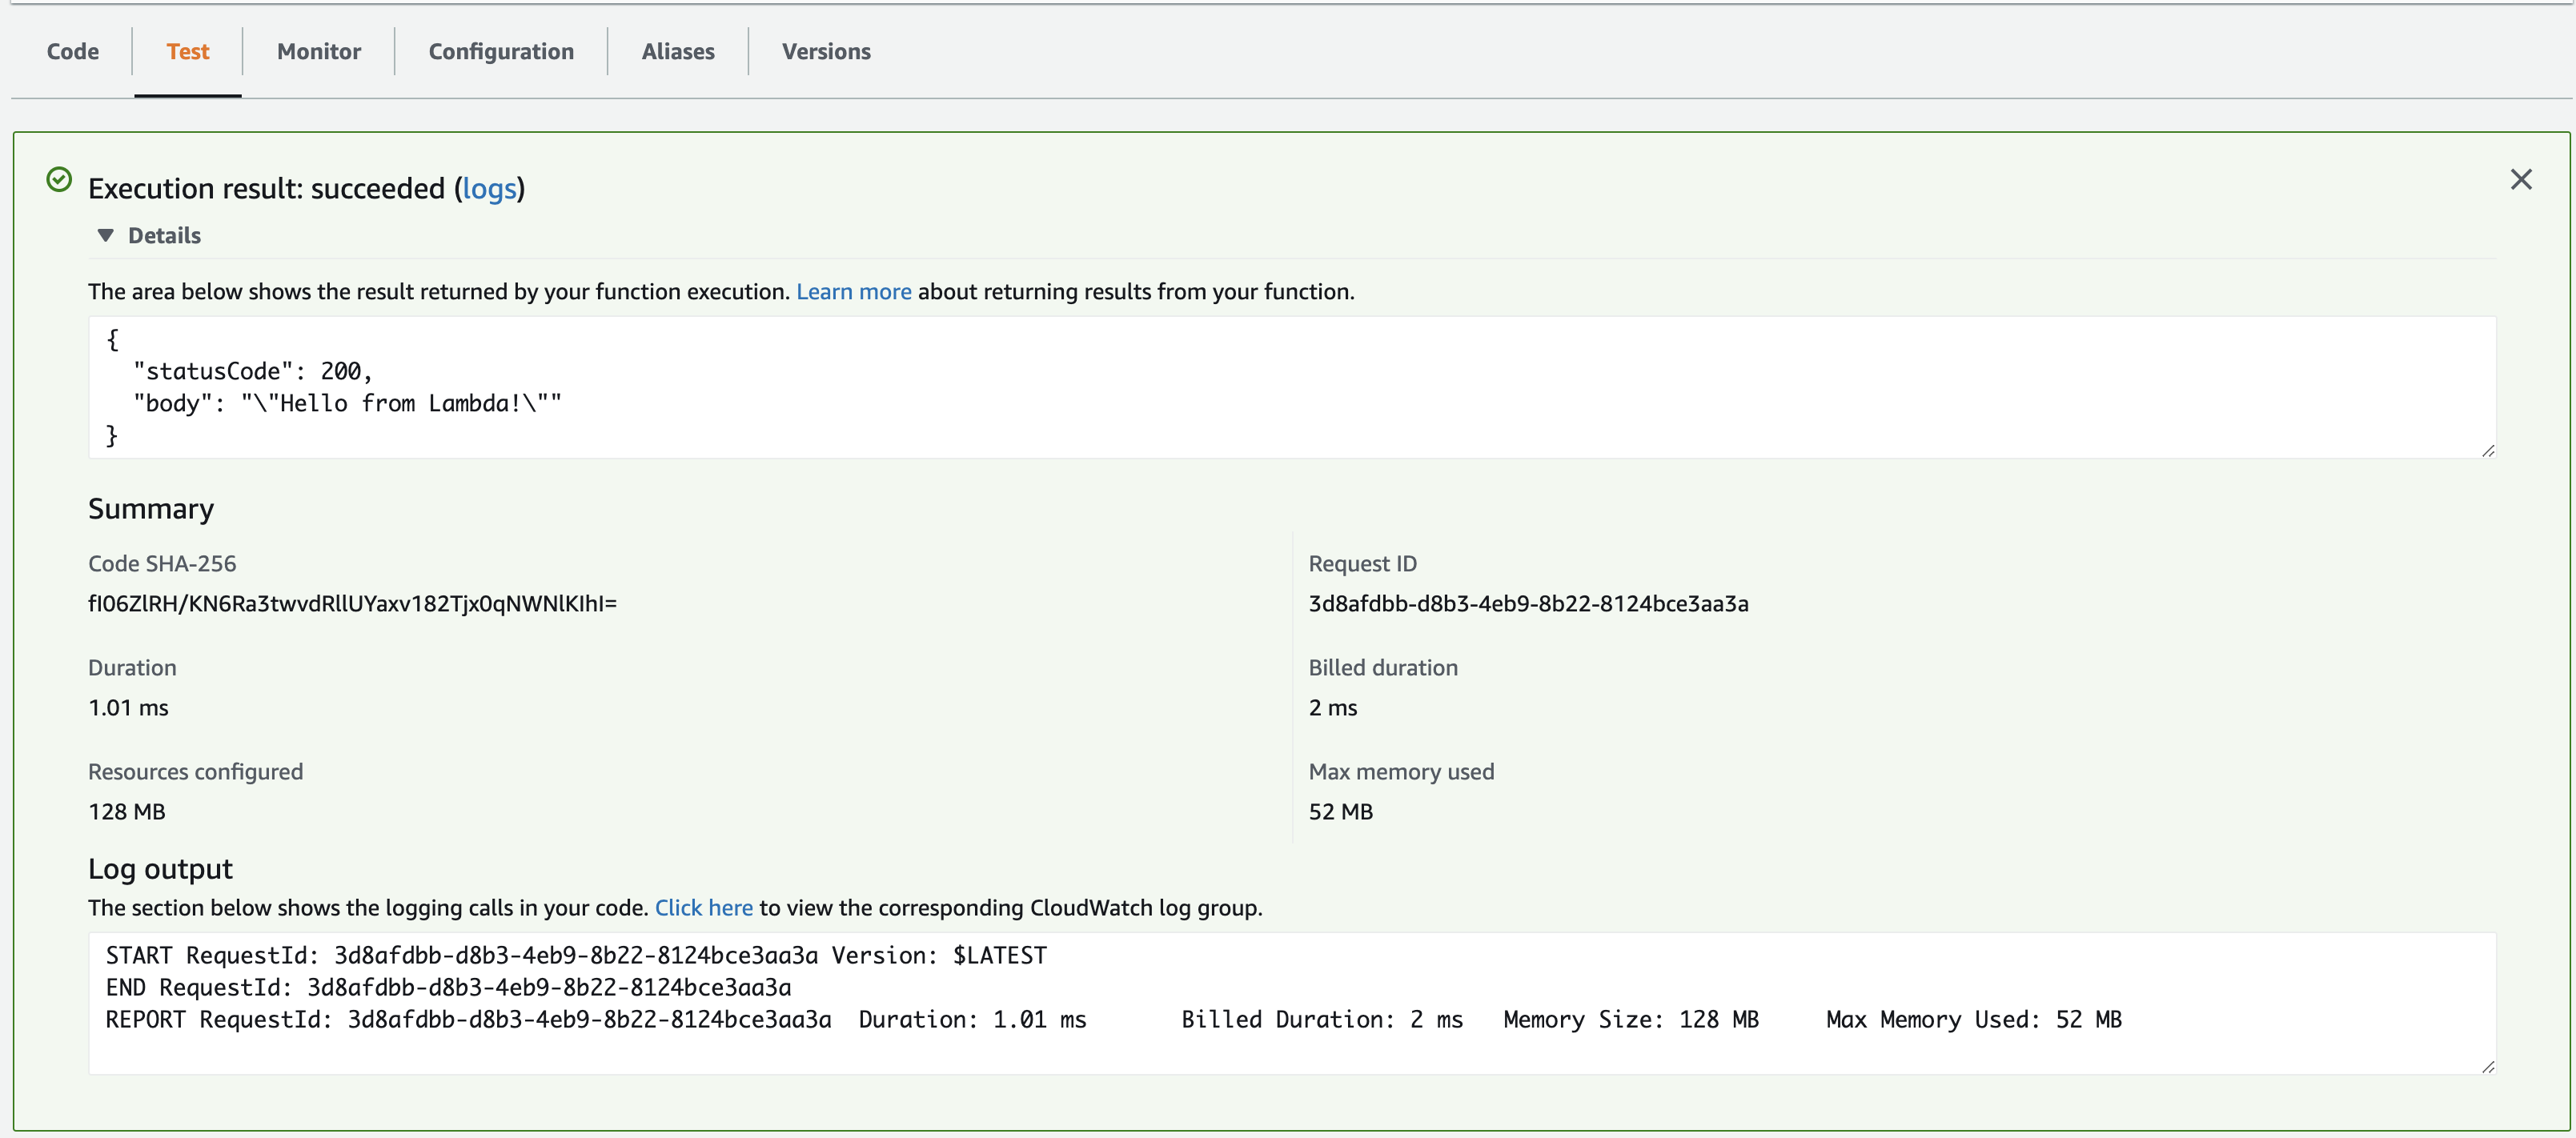 Code Test Monitor Configuration Aliases Versions
Execution result: succeeded (logs)
Details
The area below shows the result returned by your function execution. Learn more about returning results from your function.
{
  "statusCode": 200,
  "body": "\"Hello from Lambda!\""
}
Summary
Code SHA-256
fI06ZlRH/KN6Ra3twvdRllUYaxv182Tjx0qNWNlKIhI=
Request ID
3d8afdbb-d8b3-4eb9-8b22-8124bce3aa3a
Duration
1.01 ms
Billed duration
2 ms
Resources configured
128 MB
Max memory used
52 MB
Log output
The section below shows the logging calls in your code. Click here to view the corresponding CloudWatch log group.
START RequestId: 3d8afdbb-d8b3-4eb9-8b22-8124bce3aa3a Version: $LATEST
END RequestId: 3d8afdbb-d8b3-4eb9-8b22-8124bce3aa3a
REPORT RequestId: 3d8afdbb-d8b3-4eb9-8b22-8124bce3aa3a Duration: 1.01 ms Billed Duration: 2 ms Memory Size: 128 MB Max Memory Used: 52 MB